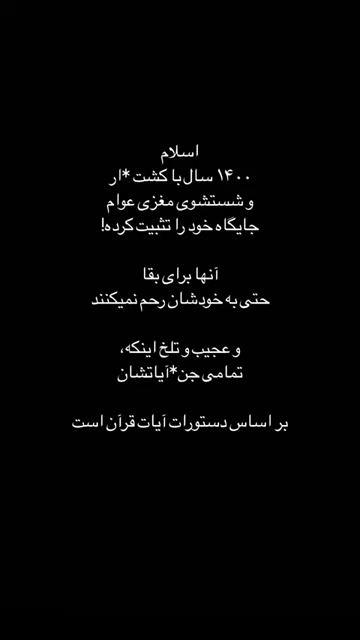 اسلام
۱۴۰۰ سال با کشت*ار
و شستشوی مغزی عوام
جایگاه خود را تثبیت کرده!
آنها برای بقا
حتی به خودشان رحم نمیکنند
و عجیب و تلخ اینکه،
تمامی جن*آیاتشان
بر اساس دستورات آیات قرآن است